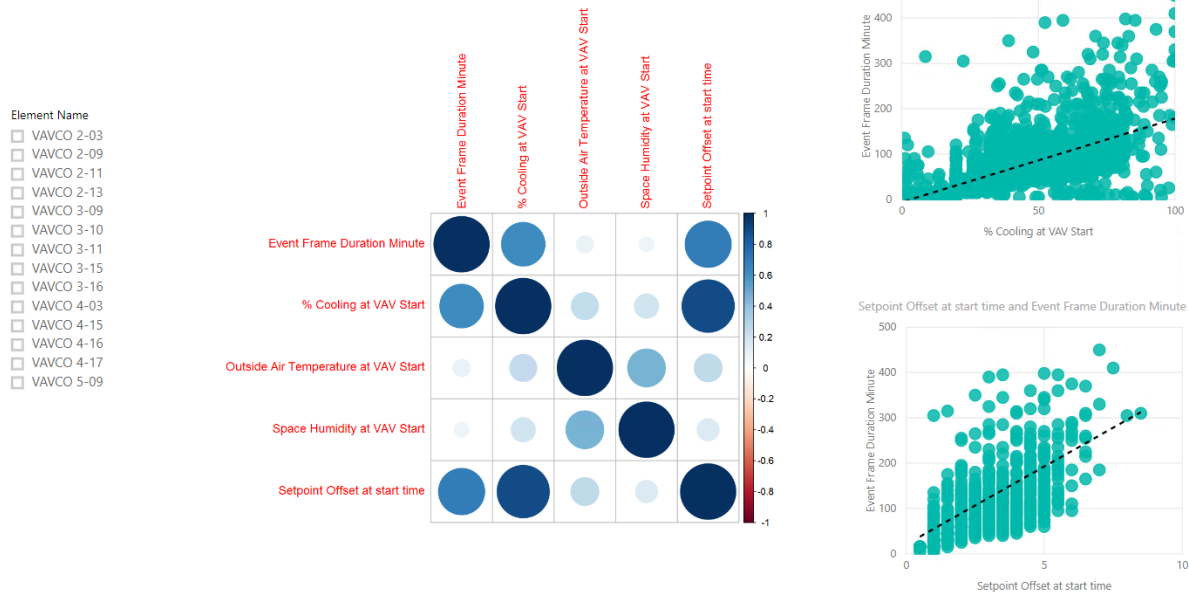 Element Name
VAVCO 2-03
VAVCO 2-09
VAVCO 2-11
VAVCO 2-13
VAVCO 3-09
VAVCO 3-10
VAVCO 3-11
VAVCO 3-15
VAVCO 3-16
VAVCO 4-03
VAVCO 4-15
VAVCO 4-16
VAVCO 4-17
VAVCO 5-09
Event Frame Duration Minute
% Cooling at VAV Start
Outside Air Temperature at VAV Start
Space Humidity at VAV Start
Setpoint Offset at start time
Event Frame Duration Minute
% Cooling at VAV Start
Outside Air Temperature at VAV Start
Space Humidity at VAV Start
Setpoint Offset at start time
1
0.8
0.6
0.4
0.2
0
-0.2
-0.4
-0.6
-0.8
-1
Event Frame Duration Minute
400
300
200
100
0
0
50
100
% Cooling at VAV Start
Setpoint Offset at start time and Event Frame Duration Minute
Event Frame Duration Minute
500
400
300
200
100
0
0
5
10
Setpoint Offset at start time